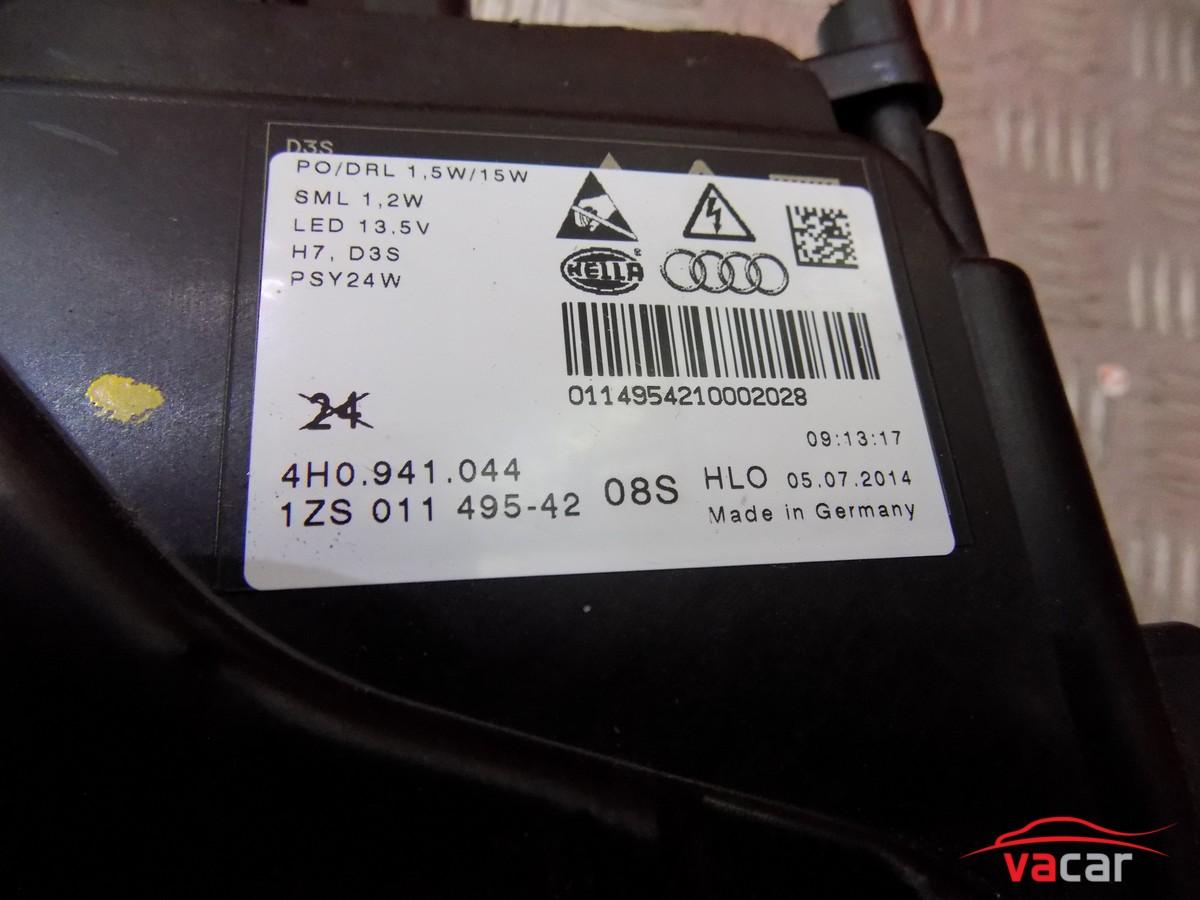 D3S
PO/DRL 1,5W/15W
SML 1,2W
LED 13,5V
H7, D3S
PSY24W
HELLA ®
0114954210002028
24
09:13:17
4H0.941.044
1ZS 011 495-42 08S
HLO 05.07.2014
Made in Germany
vacar